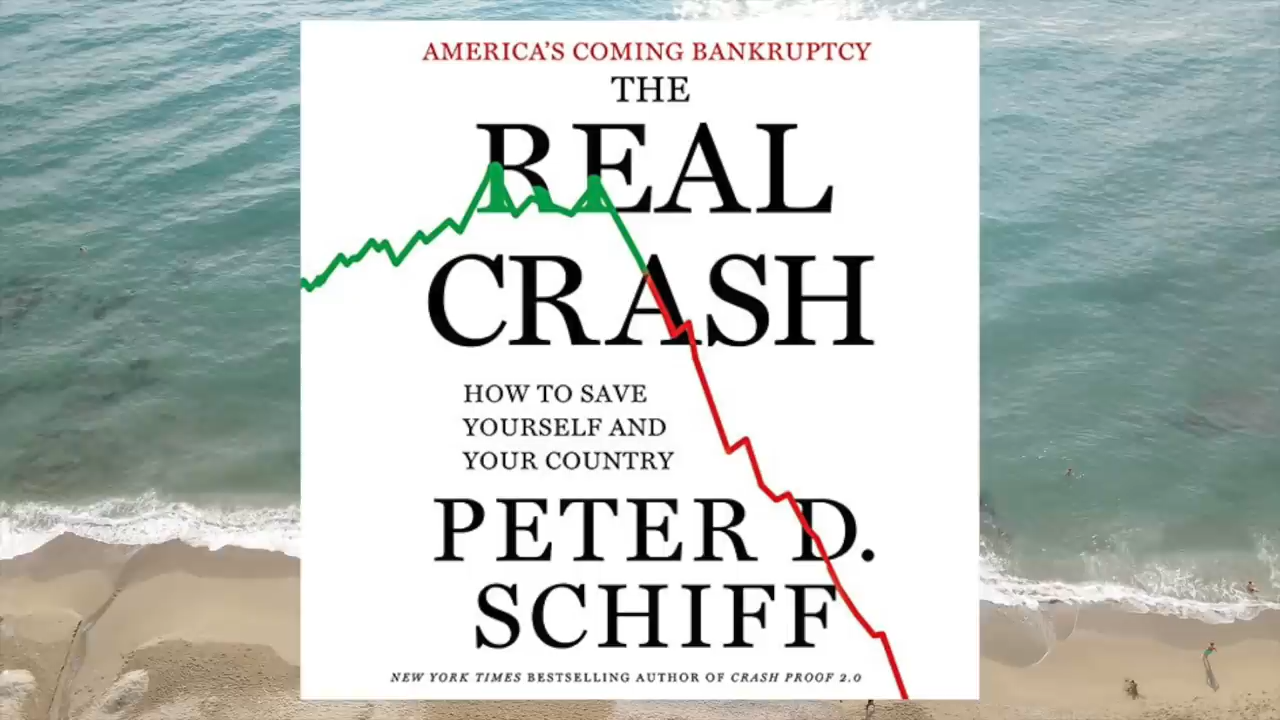 AMERICA'S COMING BANKRUPTCY
THE
REAL
CRASH
HOW TO SAVE
YOURSELF AND
YOUR COUNTRY
PETER D.
SCHIFF
NEW YORK TIMES BESTSELLING AUTHOR OF CRASH PROOF 2.0